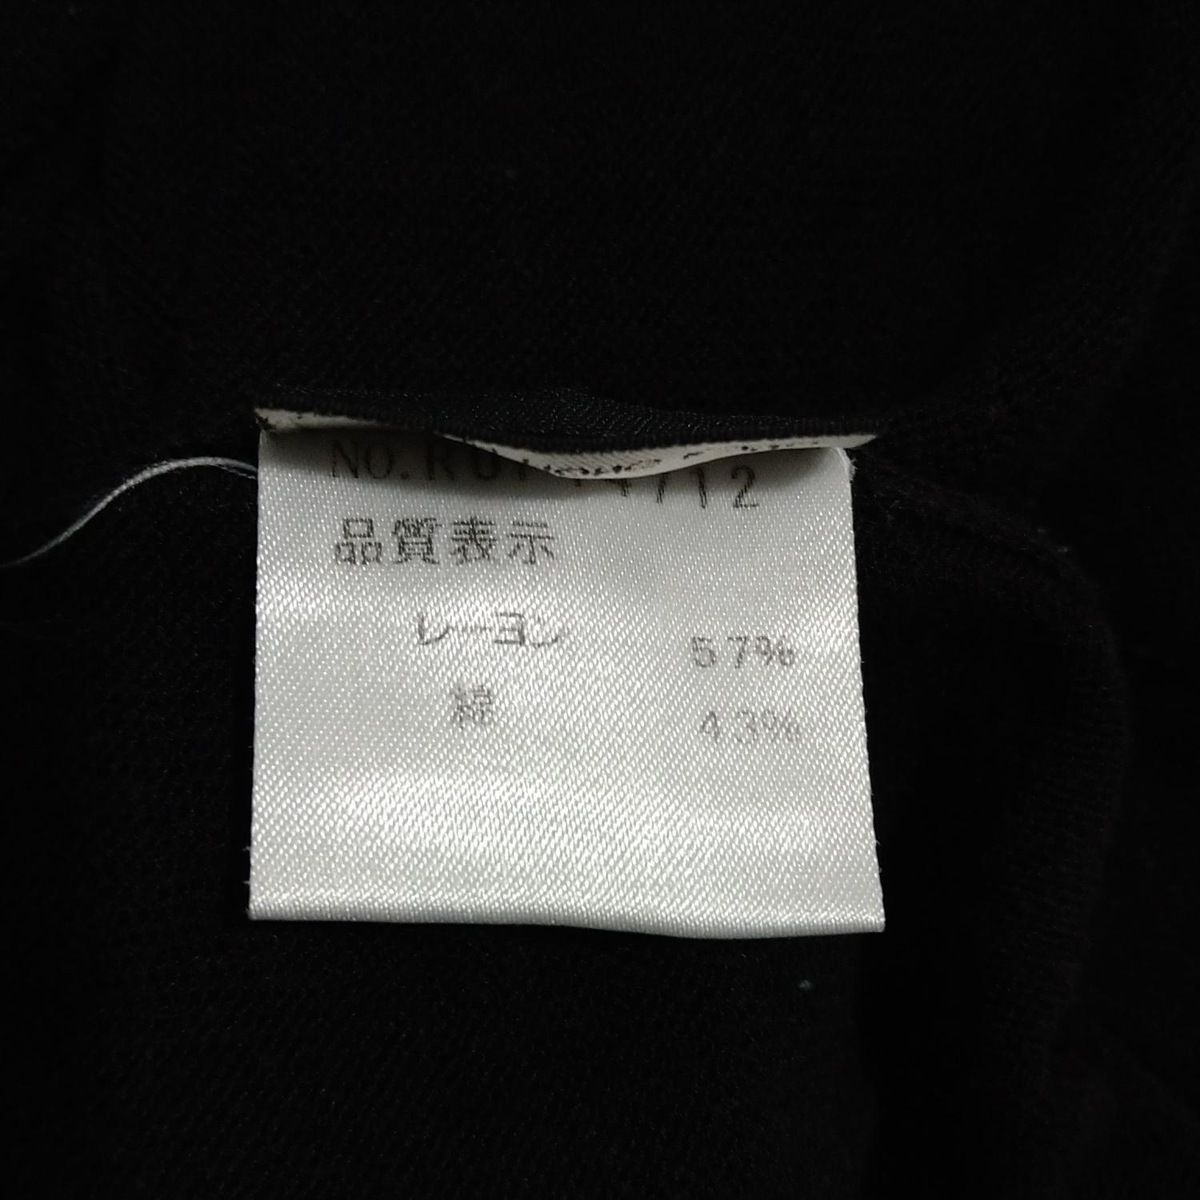 品質表示
レーヨン 57%
綿 43%